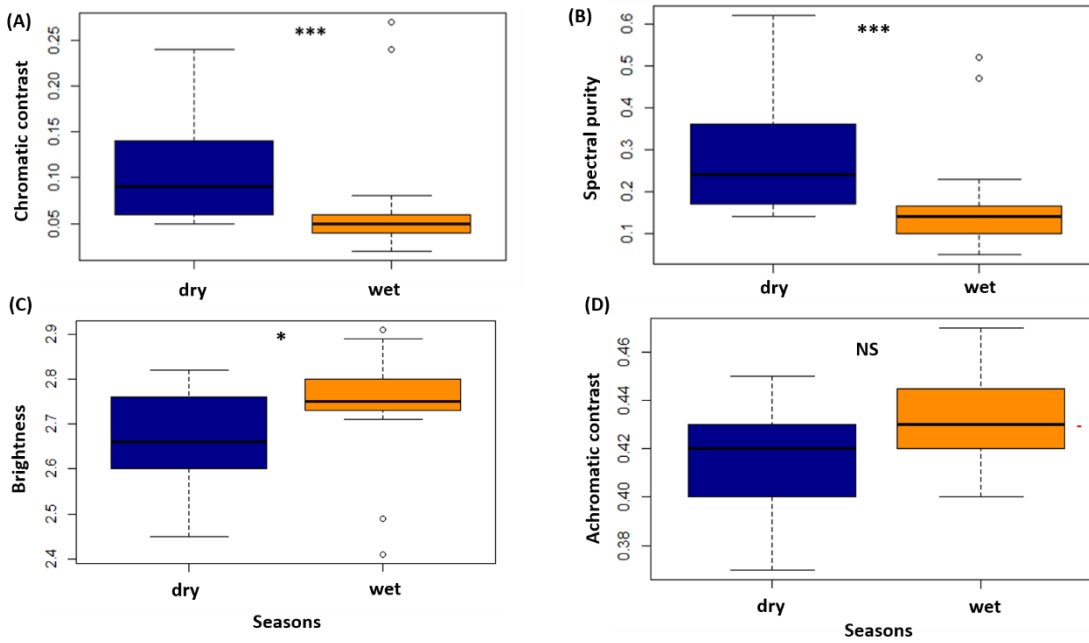 (A)
***
Chromatic contrast
0.25
0.20
0.15
0.10
0.05
dry
wet
(B)
***
Spectral purity
0.6
0.5
0.4
0.3
0.2
0.1
dry
wet
(C)
*
Brightness
2.9
2.8
2.7
2.6
2.5
2.4
dry
wet
Seasons
(D)
NS
Achromatic contrast
0.46
0.44
0.42
0.40
0.38
dry
wet
Seasons